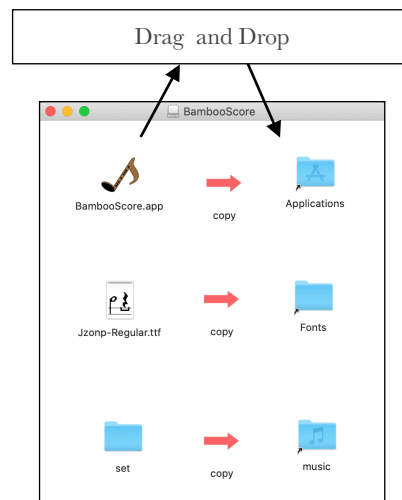 Drag and Drop
BambooScore
BambooScore.app
copy
Applications
Jzonp-Regular.ttf
copy
Fonts
set
copy
music